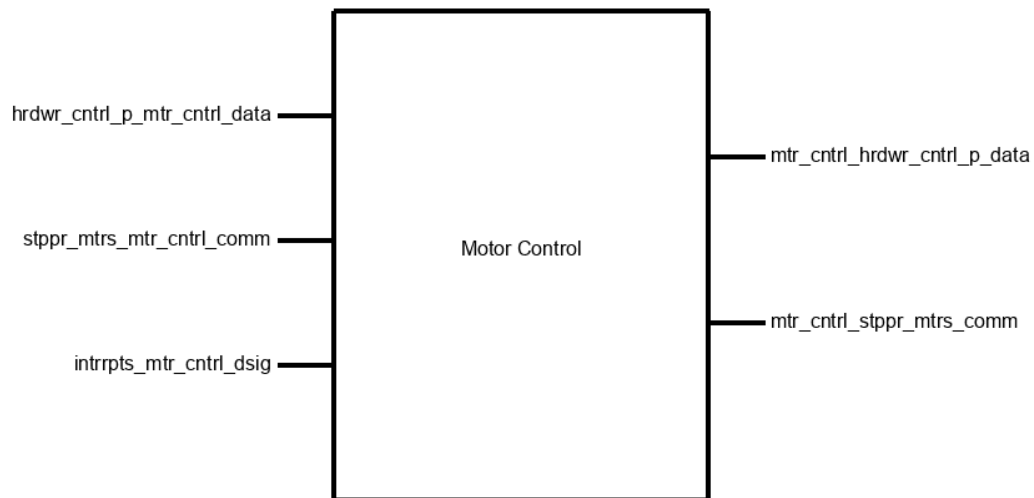 hrdwr_cntrl_p_mtr_cntrl_data
stppr_mtrs_mtr_cntrl_comm
intrrpts_mtr_cntrl_dsig
Motor Control
mtr_cntrl_hrdwr_cntrl_p_data
mtr_cntrl_stppr_mtrs_comm